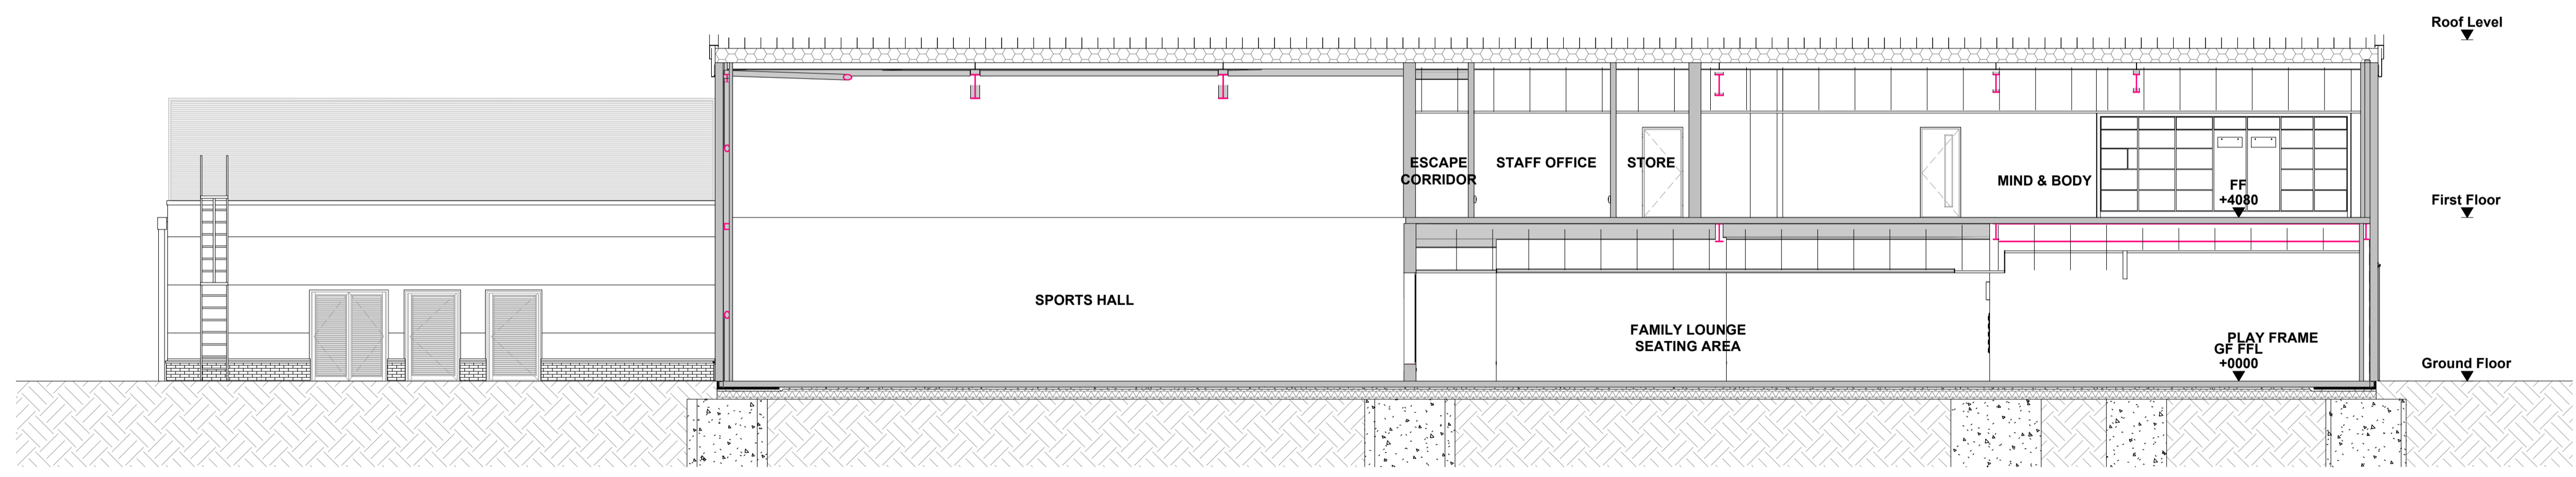 Roof Level
ESCAPE
CORRIDOR
STAFF OFFICE
STORE
MIND & BODY
FF
+4080
First Floor
SPORTS HALL
FAMILY LOUNGE
SEATING AREA
PLAY FRAME
GF FFL
+0000
Ground Floor